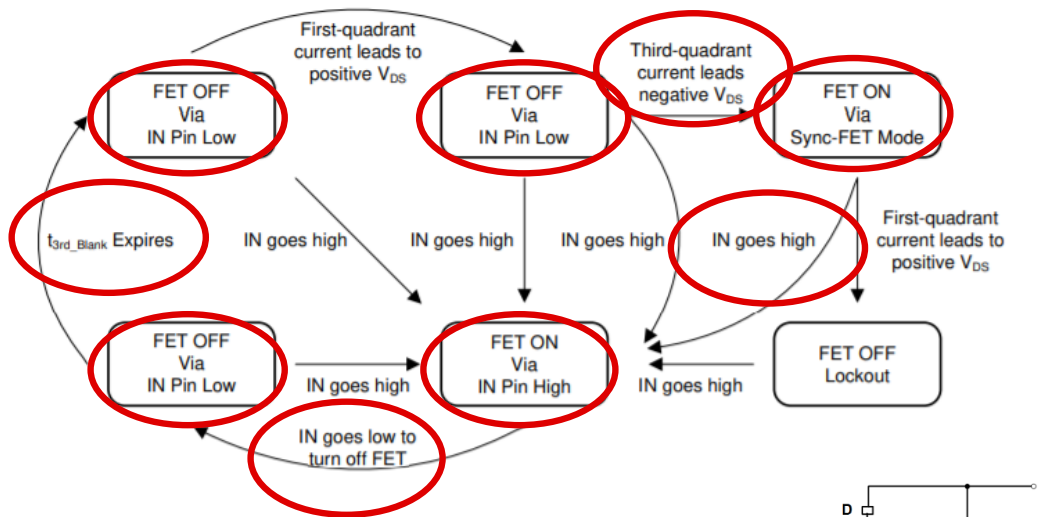 First-quadrant
current leads to
positive VDS
Third-quadrant
current leads
negative VDS
FET OFF
Via
IN Pin Low
FET OFF
Via
IN Pin Low
FET ON
Via
Sync-FET Mode
t3rd_Blank Expires
IN goes high
IN goes high
IN goes high
IN goes high
First-quadrant
current leads to
positive VDS
FET OFF
Via
IN Pin Low
IN goes high
FET ON
Via
IN Pin High
IN goes high
FET OFF
Lockout
IN goes low to
turn off FET
D